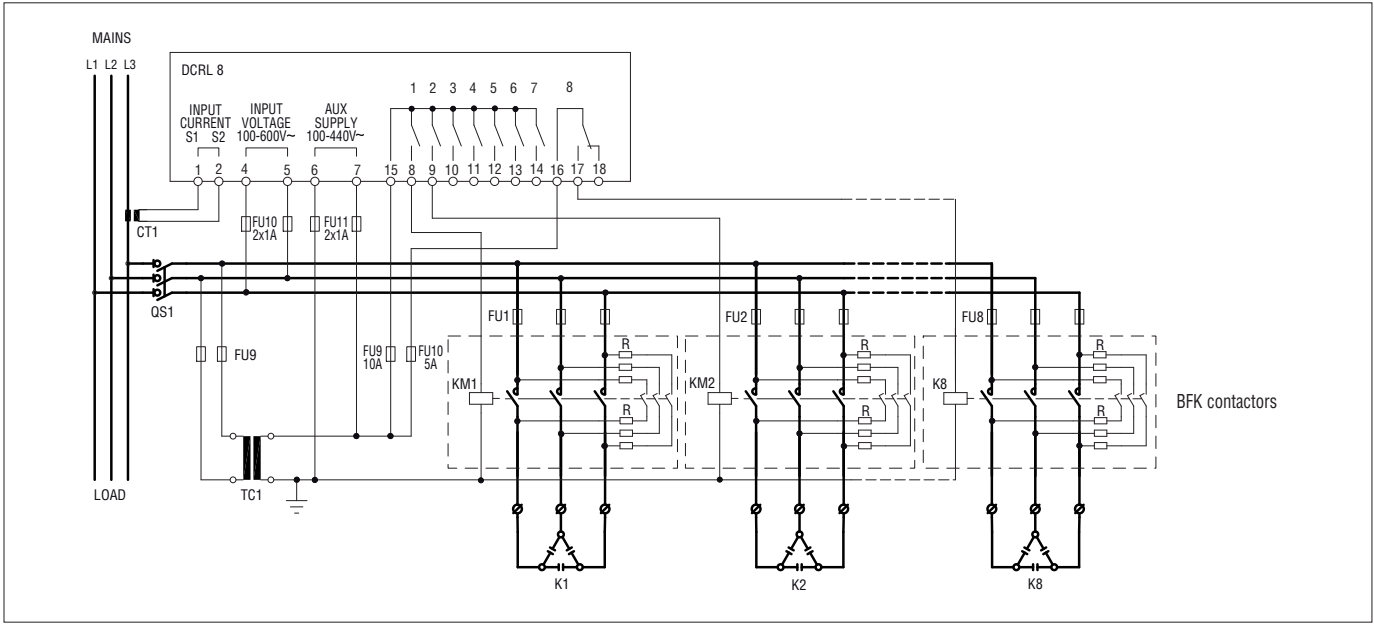 MAINS
L1 L2 L3
DCRL 8
INPUT CURRENT
S1 S2
INPUT VOLTAGE
100-600V~
AUX SUPPLY
100-440V~
1 2 3 4 5 6 7 8
1 2 4 5 6 7 15 8 9 10 11 12 13 14 16 17 18
CT1
FU10
2x1A
FU11
2x1A
QS1
FU9
FU9
10A
FU10
5A
FU1
FU2
FU8
R
R
R
KM1
KM2
K8
R
R
R
BFK contactors
LOAD
TC1
K1
K2
K8